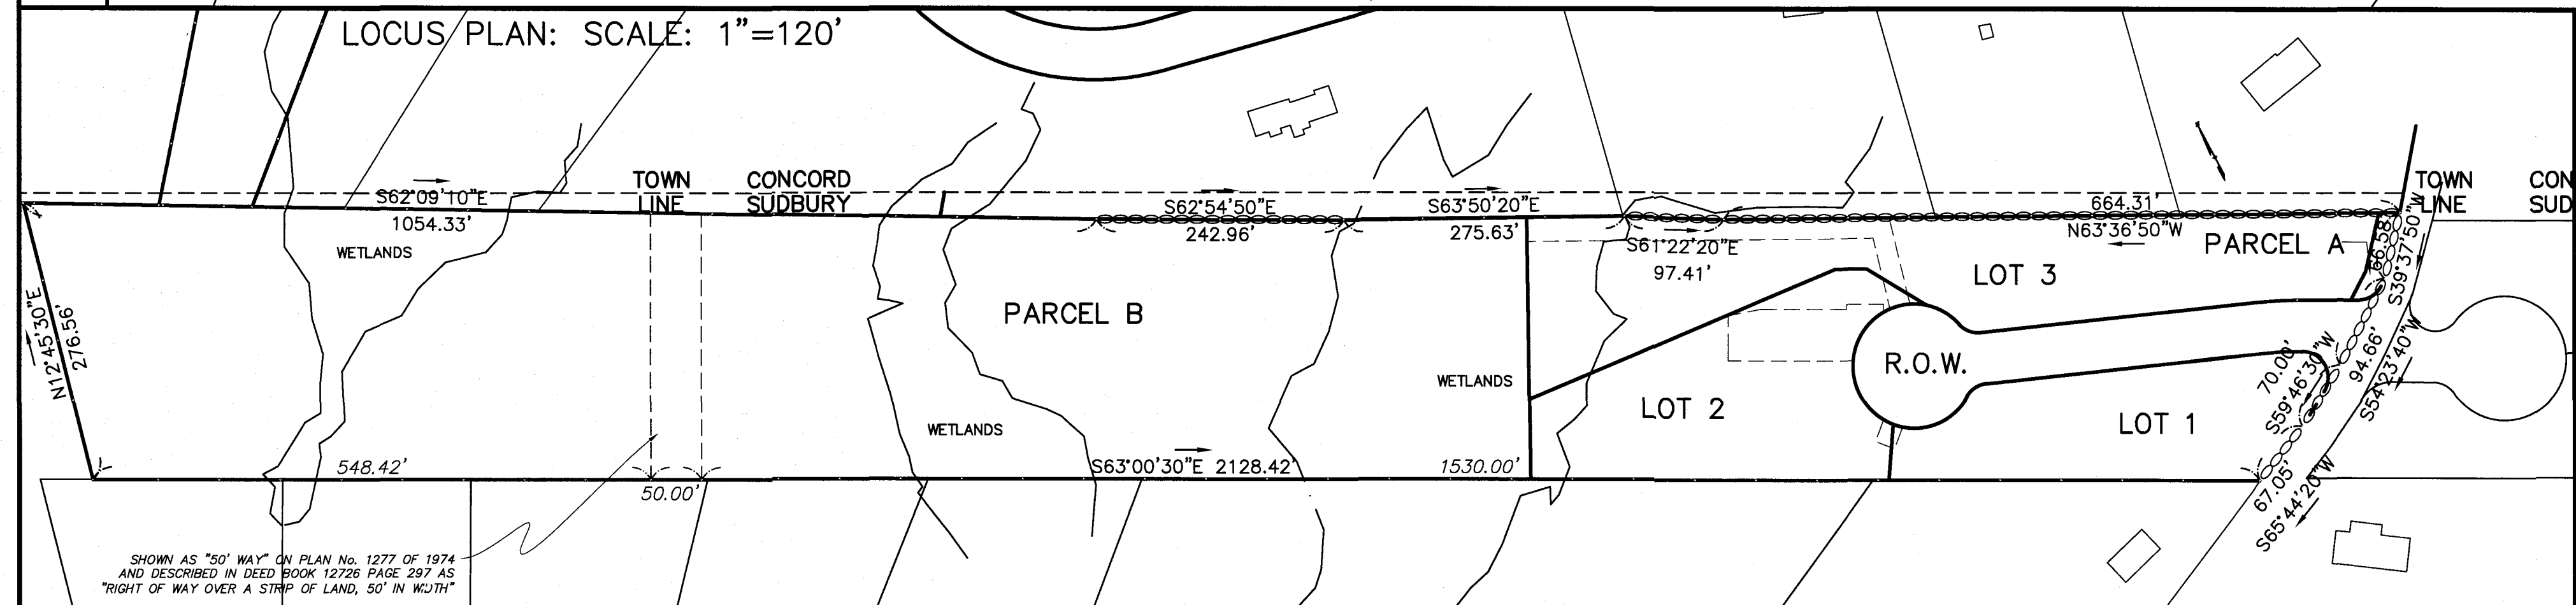 LOCUS PLAN: SCALE: 1"=120'
S62°09'10"E
1054.33'
TOWN LINE
CONCORD
SUDBURY
S62°54'50"E
242.96'
S63°50'20"E
275.63'
S61°22'20"E
97.41'
664.31'
N63°36'50"W
TOWN LINE
CON
SUD
WETLANDS
PARCEL B
LOT 3
PARCEL A
66.58'
S39°37'50"W
N12°45'30"E
276.56'
R.O.W.
WETLANDS
LOT 2
LOT 1
70.00'
S59°46'30"W
94.66'
S54°23'40"W
WETLANDS
548.42'
50.00'
S63°00'30"E 2128.42'
1530.00'
67.05'
S65°44'20"W
SHOWN AS "50' WAY" ON PLAN No. 1277 OF 1974
AND DESCRIBED IN DEED BOOK 12726 PAGE 297 AS
"RIGHT OF WAY OVER A STRIP OF LAND, 50' IN WIDTH"